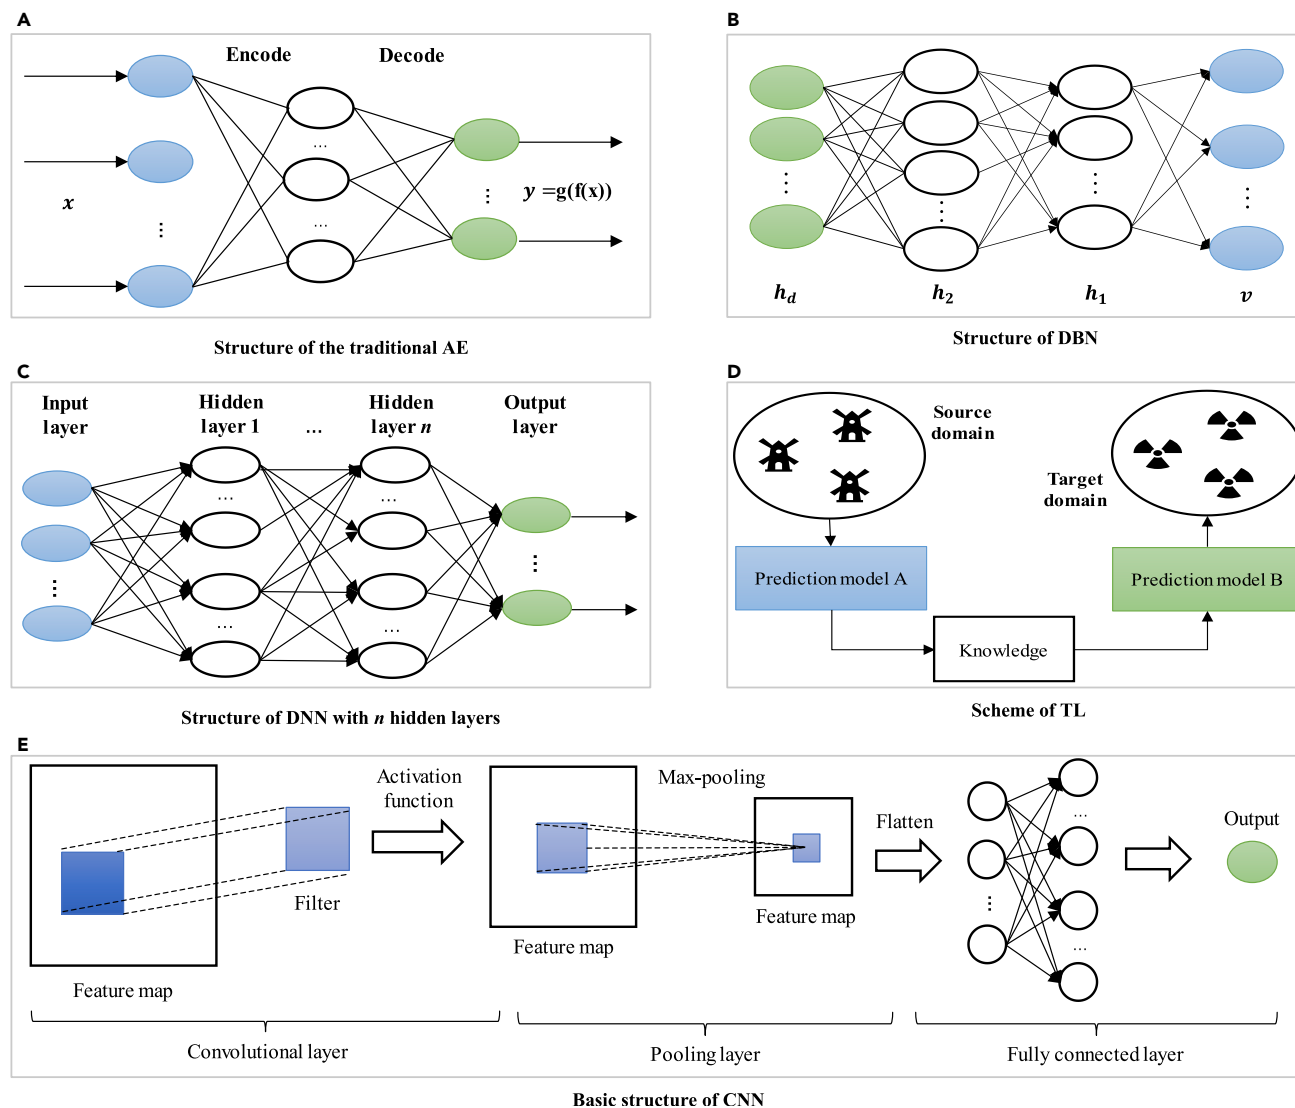 A
Encode
Decode
x
...
...
⋮
⋮
y =g(f(x))
Structure of the traditional AE
B
⋮
⋮
⋮
⋮
h_d
h_2
h_1
v
Structure of DBN
C
Input
layer
Hidden
layer 1
...
Hidden
layer n
Output
layer
...
...
⋮
⋮
...
...
Structure of DNN with n hidden layers
D
Source
domain
Target
domain
Prediction model A
Prediction model B
Knowledge
Scheme of TL
E
Activation
function
Filter
Feature map
Convolutional layer
Max-pooling
Feature map
Feature map
Pooling layer
Flatten
...
⋮
...
Output
Fully connected layer
Basic structure of CNN